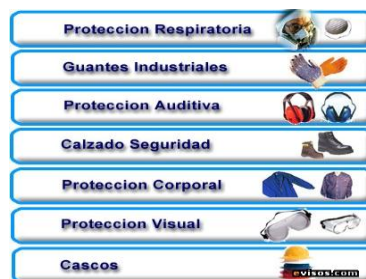 Proteccion Respiratoria
Guantes Industriales
Proteccion Auditiva
Calzado Seguridad
Proteccion Corporal
Proteccion Visual
Cascos
evisos.com